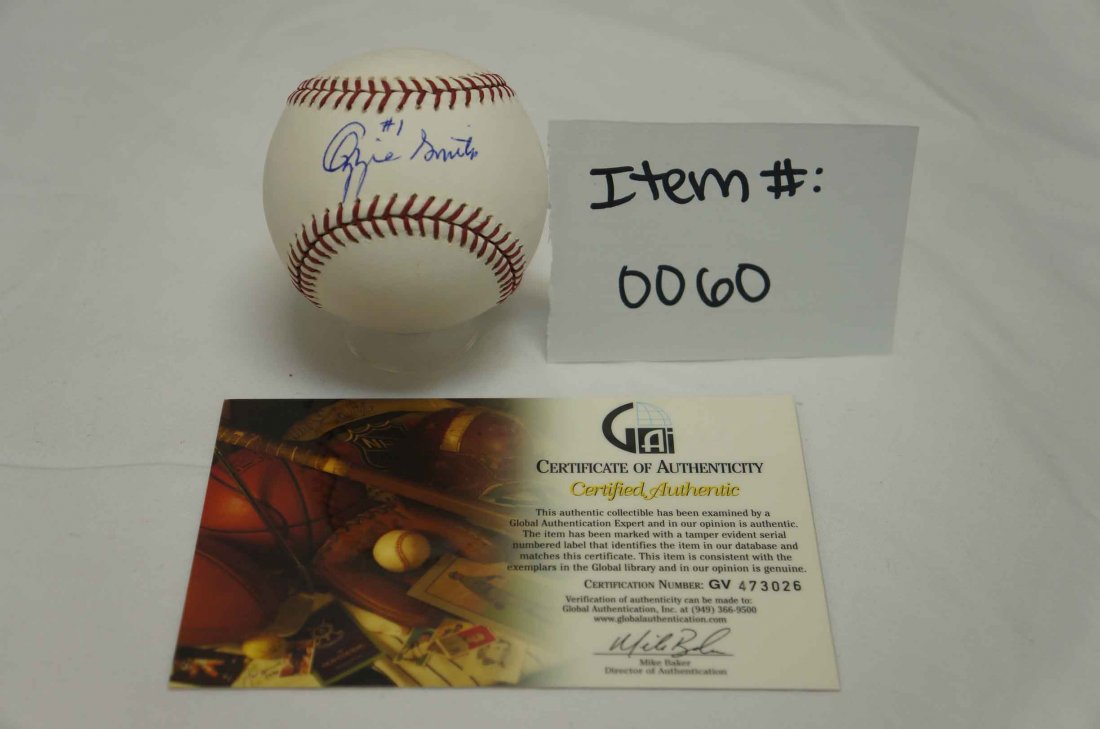 #1
Ozzie Smith
Item #:
0060
GAi
CERTIFICATE OF AUTHENTICITY
Certified Authentic
This authentic collectible has been examined by a
Global Authentication Expert and in our opinion is authentic.
The item has been marked with a tamper evident serial
numbered label that identifies the item in our database and
matches this certificate. This item is consistent with the
exemplars in the Global library and in our opinion is genuine.
CERTIFICATION NUMBER: GV 473026
Verification of authenticity can be made to:
Global Authentication, Inc. at (949) 366-9500
www.globalauthentication.com
Mike Baker
Mike Baker
Director of Authentication